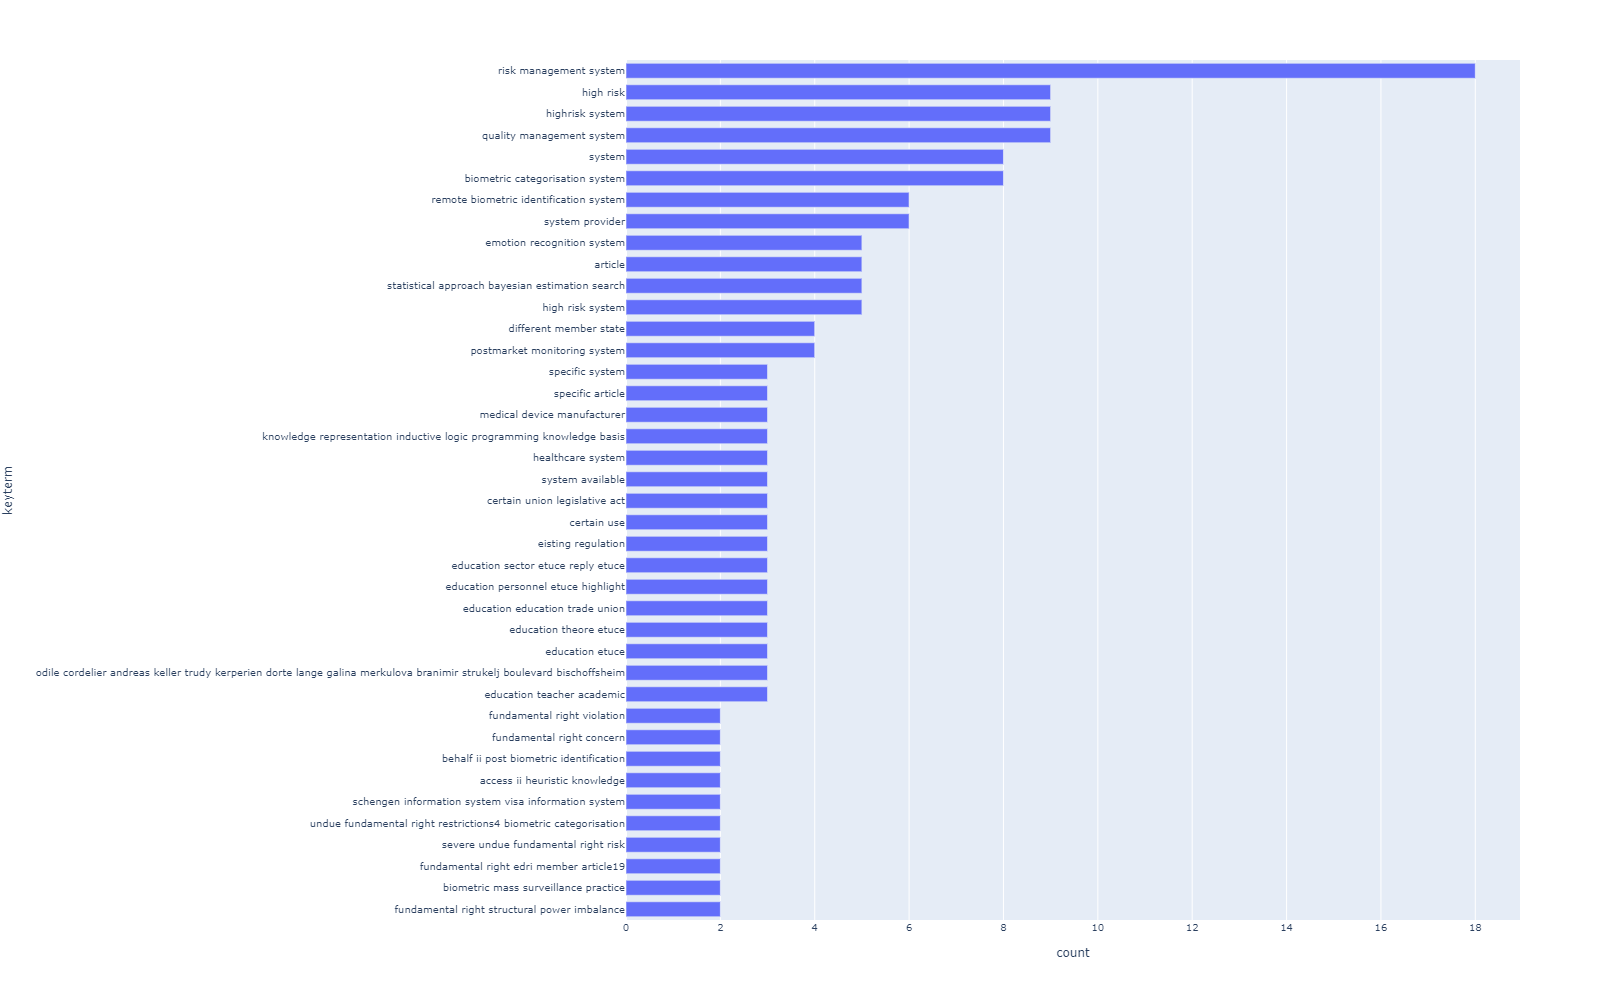 risk management system
high risk
highrisk system
quality management system
system
biometric categorisation system
remote biometric identification system
system provider
emotion recognition system
article
statistical approach bayesian estimation search
high risk system
different member state
postmarket monitoring system
specific system
specific article
medical device manufacturer
knowledge representation inductive logic programming knowledge basis
healthcare system
system available
certain union legislative act
certain use
eisting regulation
education sector etuce reply etuce
education personnel etuce highlight
education education trade union
education theore etuce
education etuce
odile cordelier andreas keller trudy kerperien dorte lange galina merkulova branimir strukelj boulevard bischoffsheim
education teacher academic
fundamental right violation
fundamental right concern
behalf ii post biometric identification
access ii heuristic knowledge
schengen information system visa information system
undue fundamental right restrictions4 biometric categorisation
severe undue fundamental right risk
fundamental right edri member article19
biometric mass surveillance practice
fundamental right structural power imbalance
keyterm
0 2 4 6 8 10 12 14 16 18
count